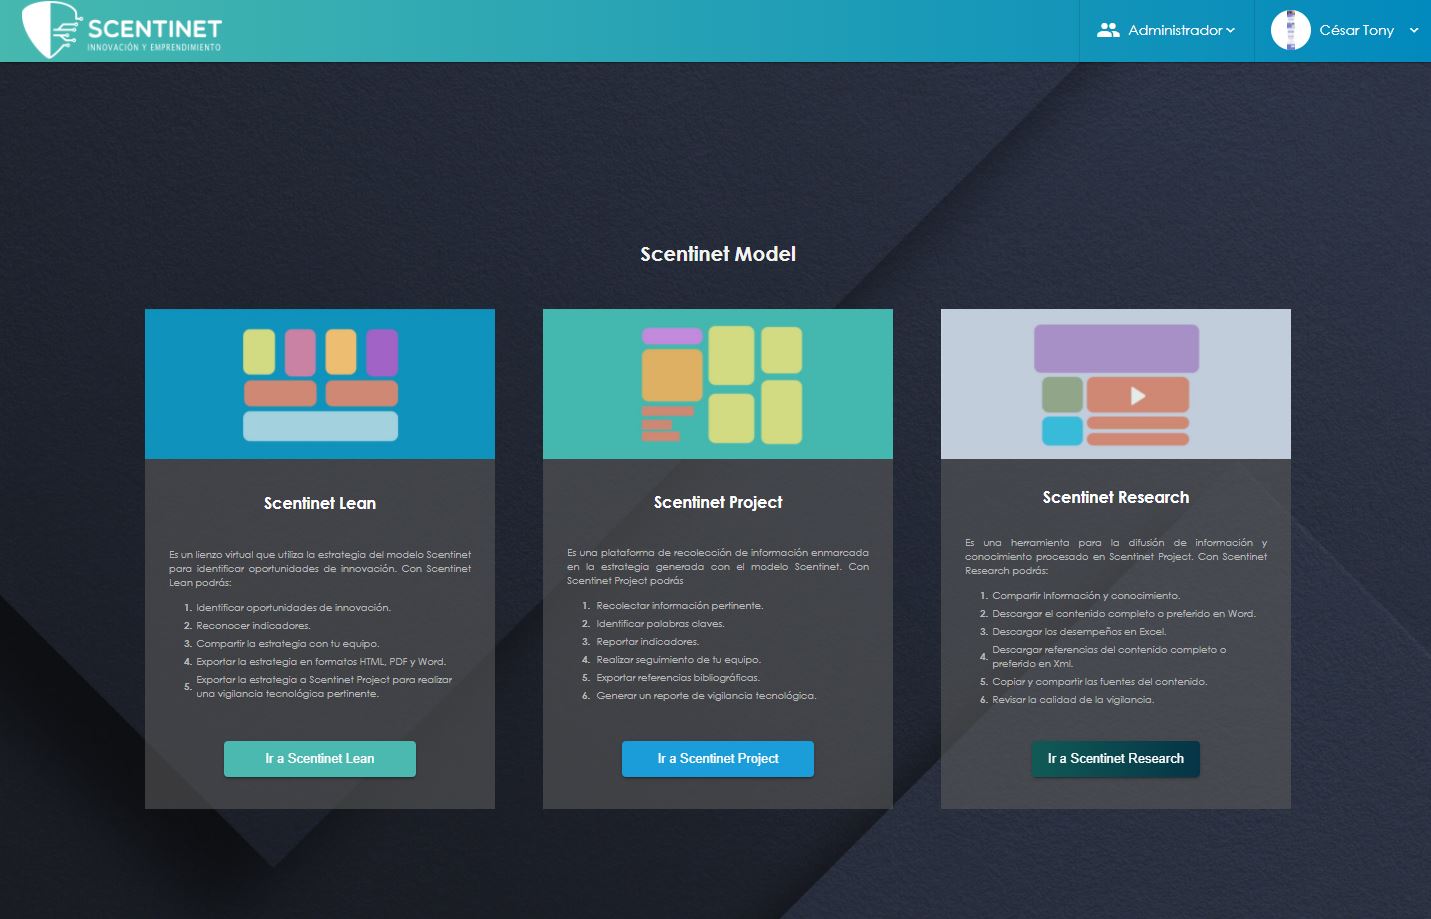 SCENTINET
INNOVACIÓN Y EMPRENDIMIENTO
Administrador
César Tony
Scentinet Model
Scentinet Lean
Es un lienzo virtual que utiliza la estrategia del modelo Scentinet
para identificar oportunidades de innovación. Con Scentinet
Lean podrás:
1. Identificar oportunidades de innovación.
2. Reconocer indicadores.
3. Compartir la estrategia con tu equipo.
4. Exportar la estrategia en formatos HTML, PDF y Word.
5. Exportar la estrategia a Scentinet Project para realizar
una vigilancia tecnológica pertinente.
Ir a Scentinet Lean
Scentinet Project
Es una plataforma de recolección de información enmarcada
en la estrategia generada con el modelo Scentinet. Con
Scentinet Project podrás
1. Recolectar información pertinente.
2. Identificar palabras claves.
3. Reportar indicadores.
4. Realizar seguimiento de tu equipo.
5. Exportar referencias bibliográficas.
6. Generar un reporte de vigilancia tecnológica.
Ir a Scentinet Project
Scentinet Research
Es una herramienta para la difusión de información y
conocimiento procesado en Scentinet Project. Con Scentinet
Research podrás:
1. Compartir información y conocimiento.
2. Descargar el contenido completo o preferido en Word.
3. Descargar los desempeños en Excel.
4. Descargar referencias del contenido completo o
preferido en Xml.
5. Copiar y compartir las fuentes del contenido.
6. Revisar la calidad de la vigilancia.
Ir a Scentinet Research